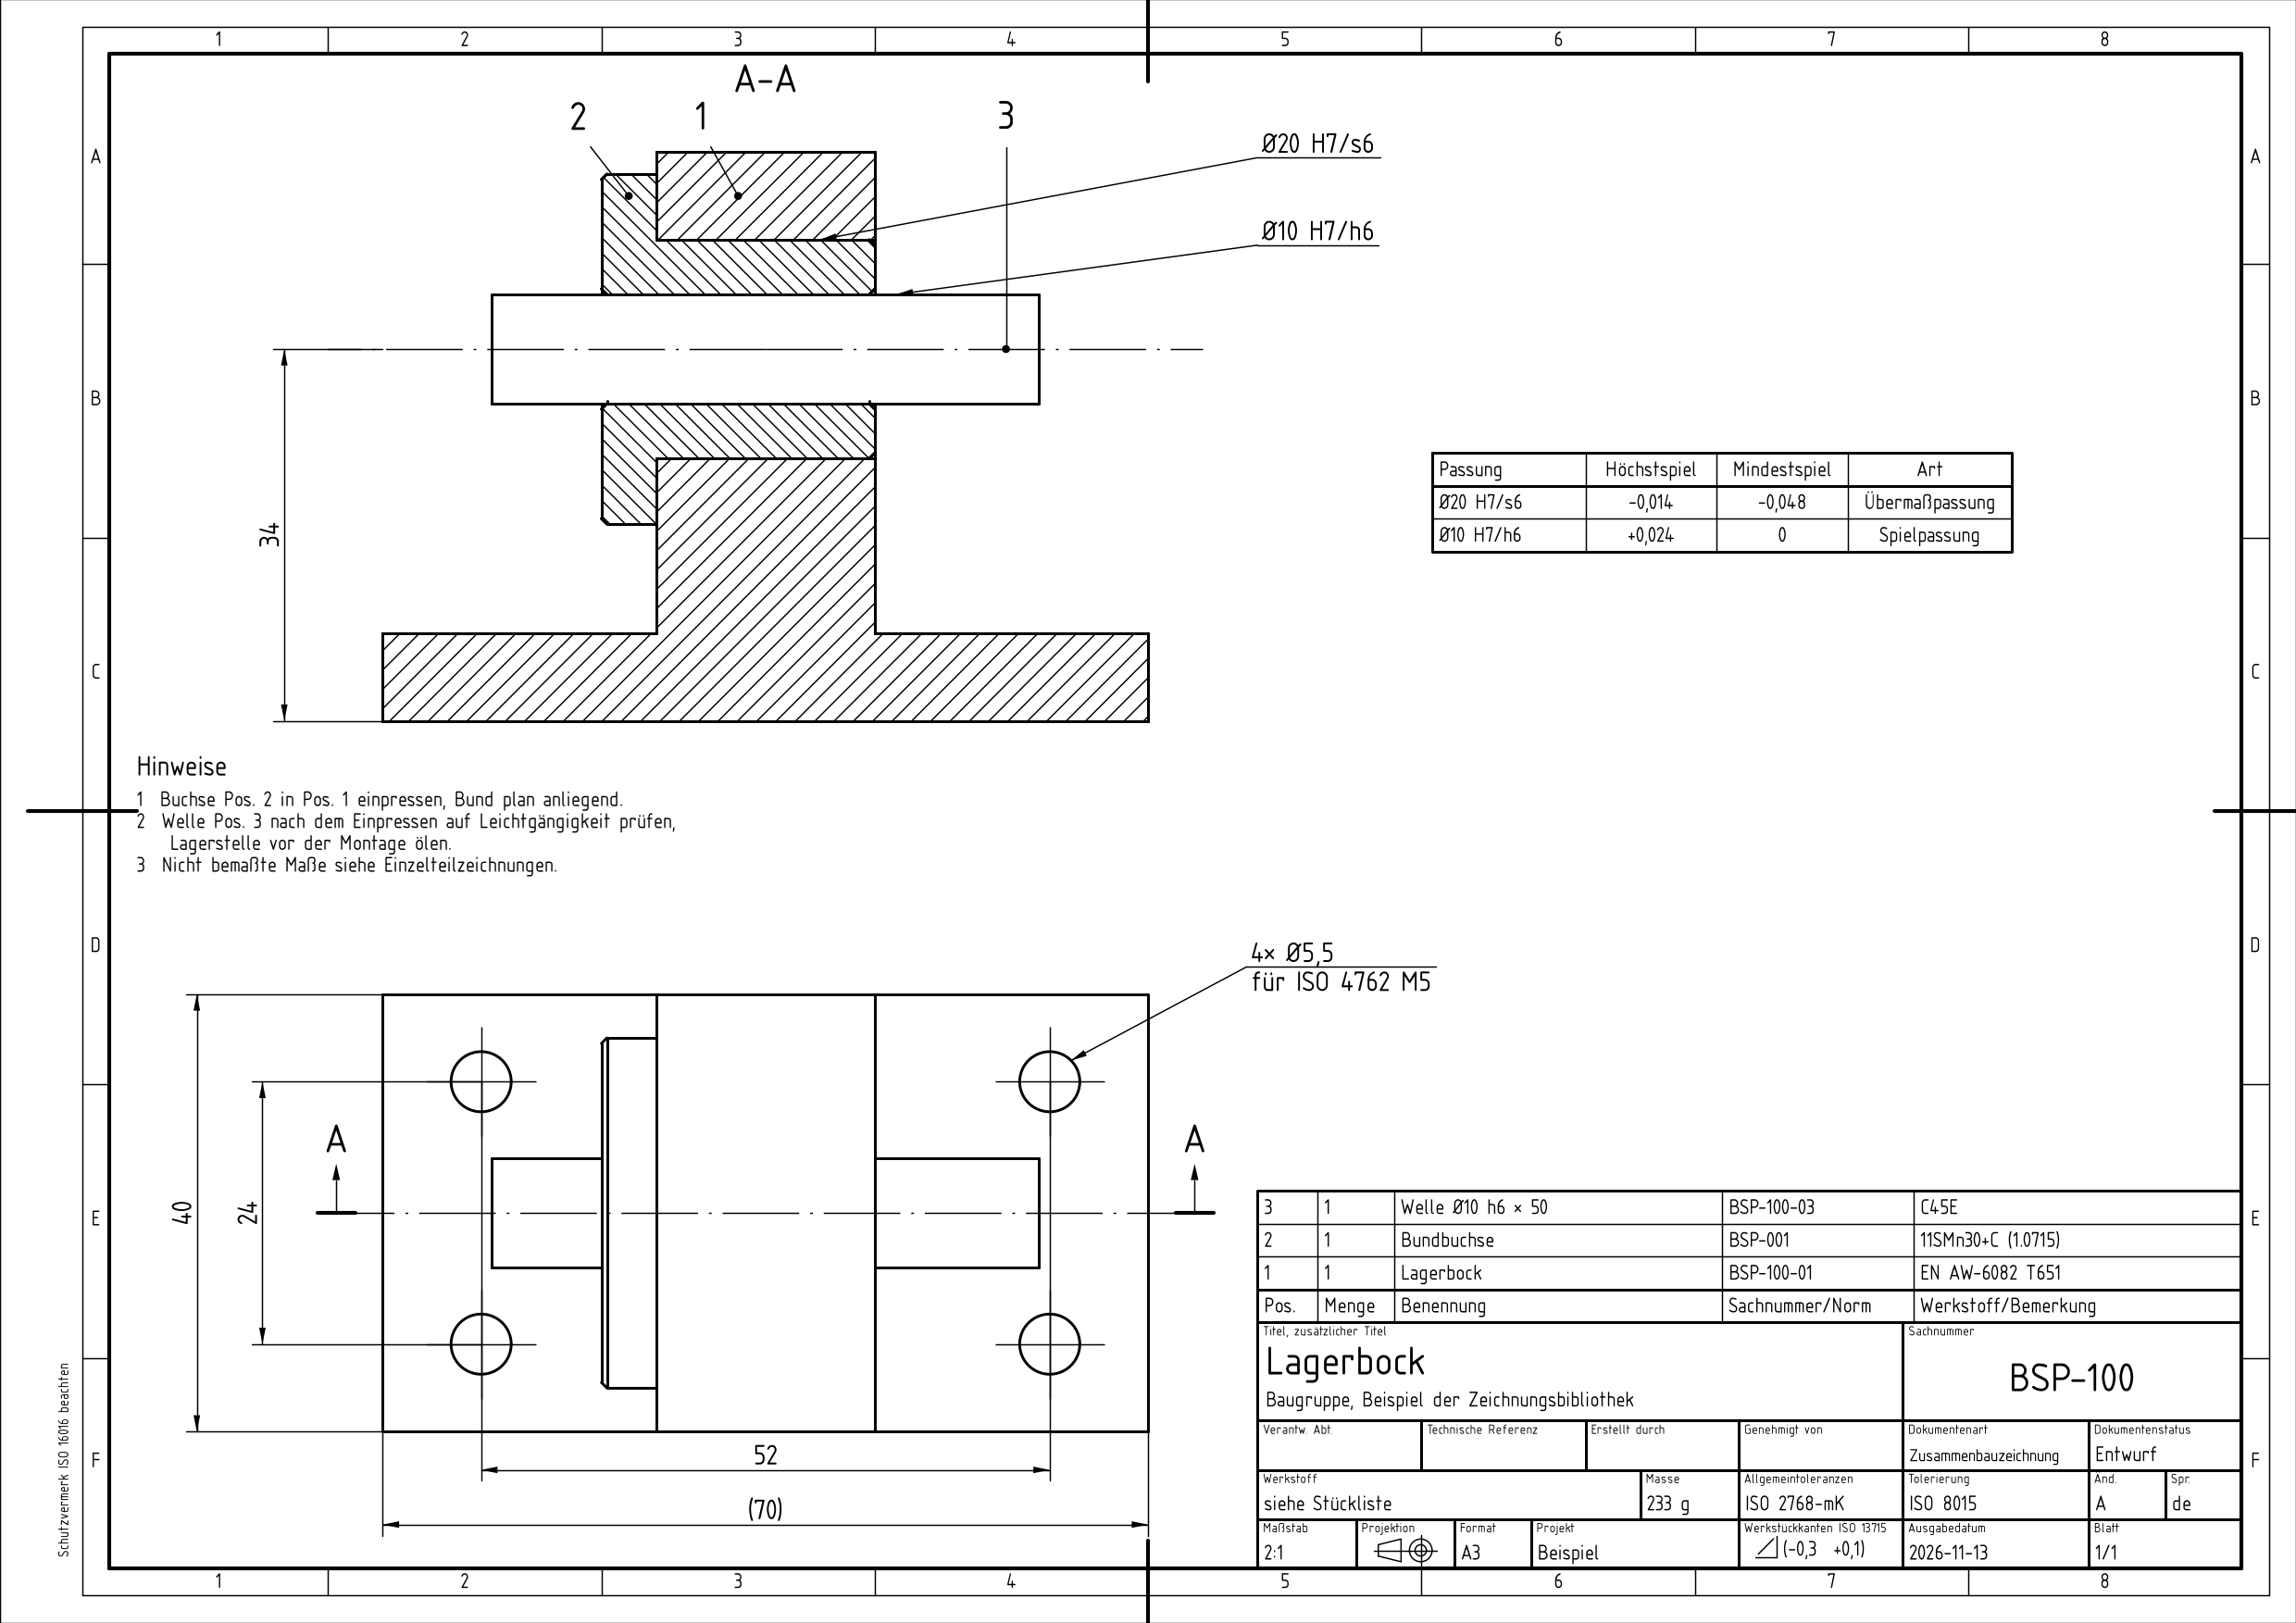 1 2 3 4 5 6 7 8
A-A
2 1 3
Ø20 H7/s6
Ø10 H7/h6
A A
B B
34
Passung Höchstspiel Mindestspiel Art
Ø20 H7/s6 -0,014 -0,048 Übermaßpassung
Ø10 H7/h6 +0,024 0 Spielpassung
C C
Hinweise
1 Buchse Pos. 2 in Pos. 1 einpressen, Bund plan anliegend.
2 Welle Pos. 3 nach dem Einpressen auf Leichtgängigkeit prüfen,
Lagerstelle vor der Montage ölen.
3 Nicht bemaßte Maße siehe Einzelteilzeichnungen.
D D
4× Ø5,5
für ISO 4762 M5
A A
40
24
52
(70)
E E
3 1 Welle Ø10 h6 × 50 BSP-100-03 C45E
2 1 Bundbuchse BSP-001 11SMn30+C (1.0715)
1 1 Lagerbock BSP-100-01 EN AW-6082 T651
Pos. Menge Benennung Sachnummer/Norm Werkstoff/Bemerkung
Titel, zusätzlicher Titel Sachnummer
Lagerbock
BSP-100
Baugruppe, Beispiel der Zeichnungsbibliothek
Verantw. Abt. Technische Referenz Erstellt durch Genehmigt von Dokumentenart Dokumentenstatus
Zusammenbauzeichnung Entwurf
F F
Werkstoff Masse Allgemeintoleranzen Tolerierung Änd. Spr.
siehe Stückliste 233 g ISO 2768-mK ISO 8015 A de
Maßstab Projektion Format Projekt Werkstückkanten ISO 13715 Ausgabedatum Blatt
2:1 A3 Beispiel (-0,3 +0,1) 2026-11-13 1/1
Schutzvermerk ISO 16016 beachten
1 2 3 4 5 6 7 8